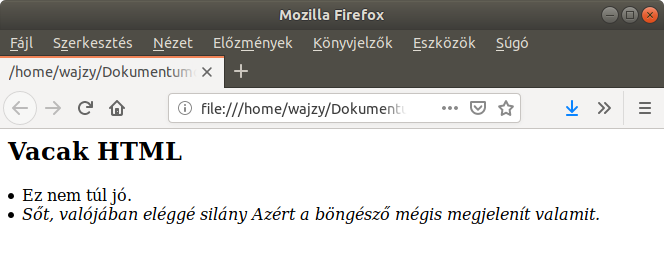 Mozilla Firefox
Fájl Szerkesztés Nézet Előzmények Könyvjelzők Eszközök Súgó
/home/wajzy/Dokumentum
file:///home/wajzy/Dokumentu
Vacak HTML
Ez nem túl jó.
Sőt, valójában eléggé silány Azért a böngésző mégis megjelenít valamit.